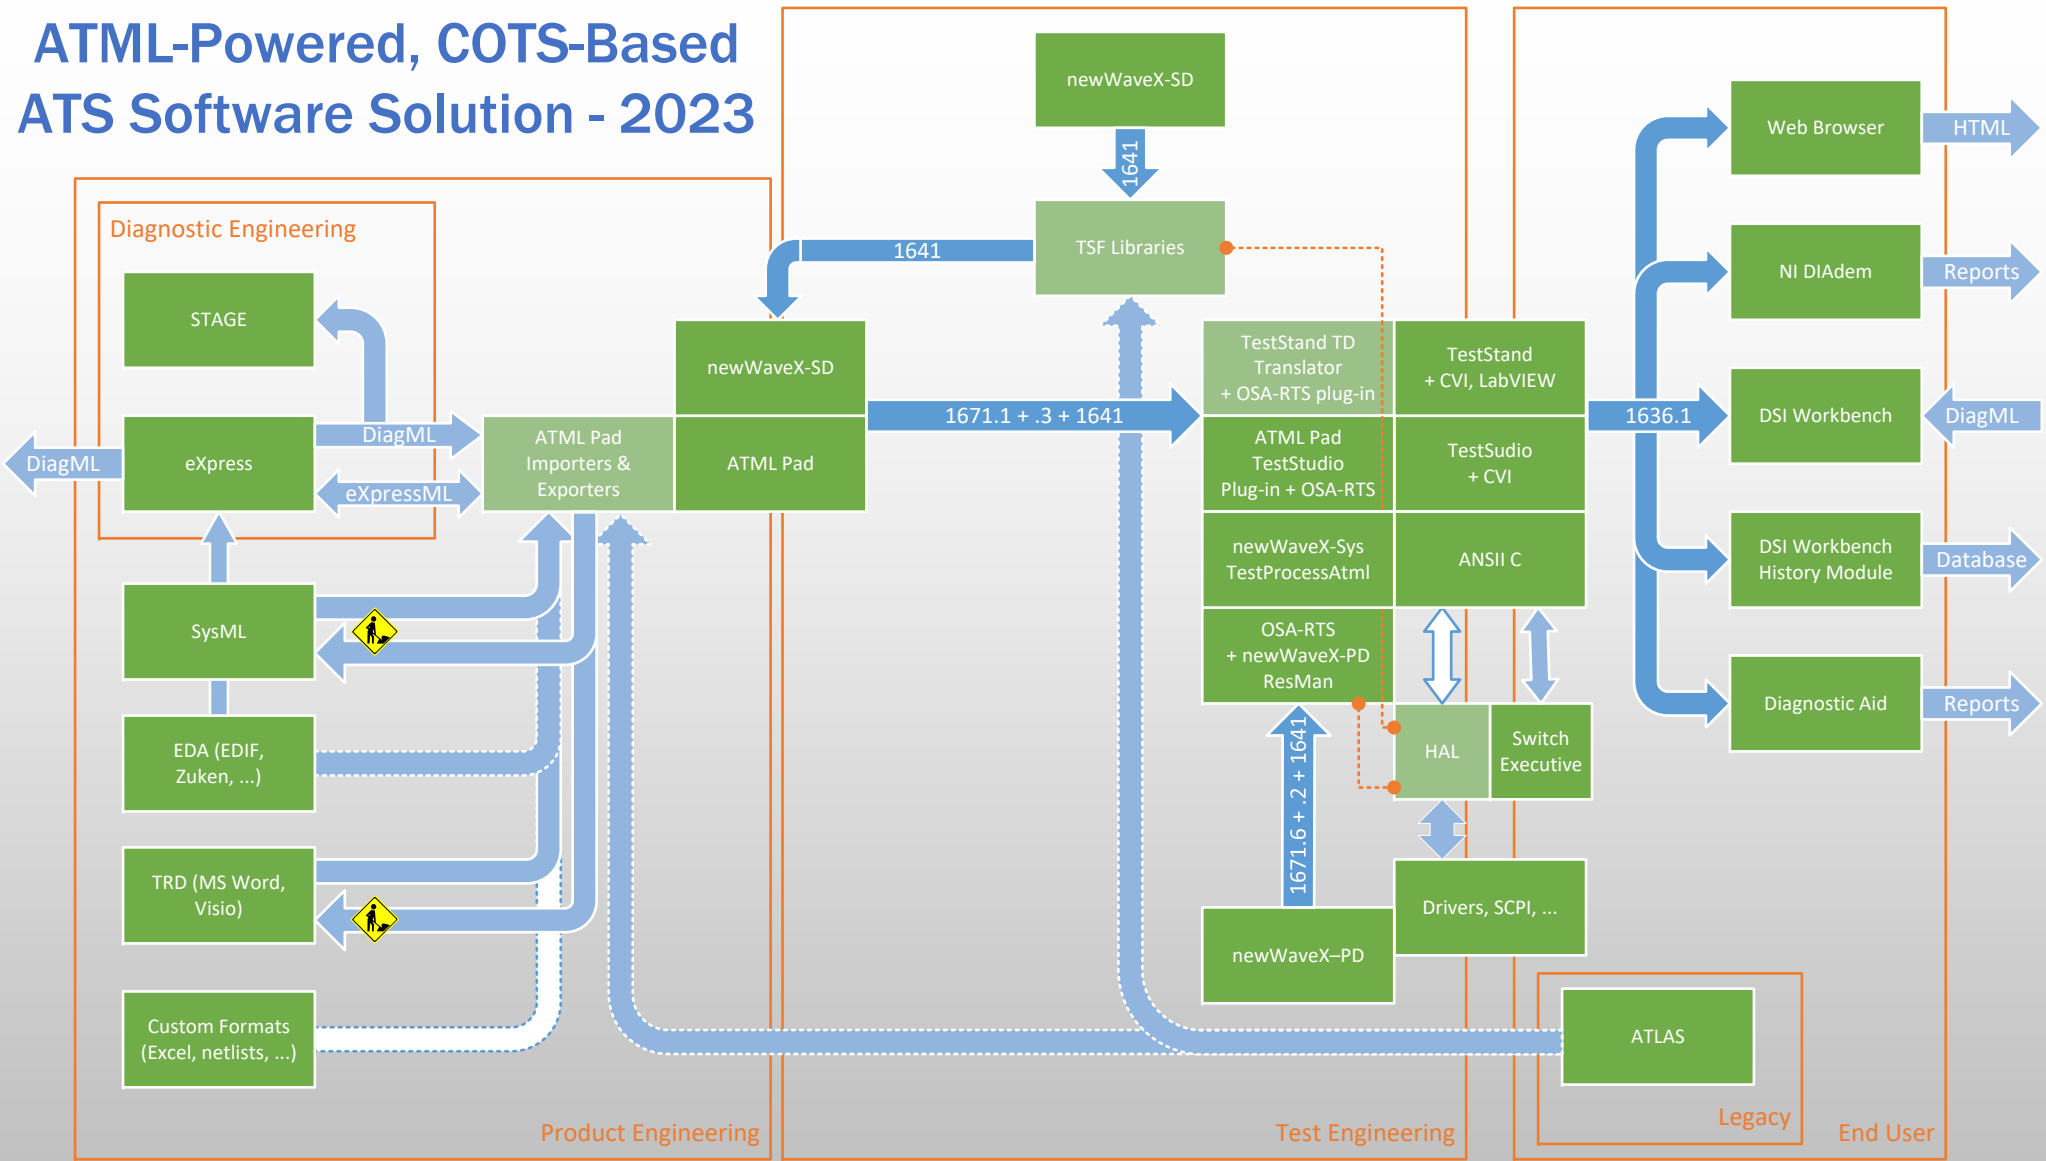 ATML-Powered, COTS-Based
ATS Software Solution - 2023
Diagnostic Engineering
STAGE
eXpress
DiagML
DiagML
eXpressML
SysML
EDA (EDIF,
Zuken, ...)
TRD (MS Word,
Visio)
Custom Formats
(Excel, netlists, ...)
ATML Pad
Importers &
Exporters
newWaveX-SD
ATML Pad
Product Engineering
newWaveX-SD
1641
TSF Libraries
1641
1671.1 + .3 + 1641
TestStand TD
Translator
+ OSA-RTS plug-in
TestStand
+ CVI, LabVIEW
ATML Pad
TestStudio
Plug-in + OSA-RTS
TestSudio
+ CVI
newWaveX-Sys
TestProcessAtml
ANSII C
OSA-RTS
+ newWaveX-PD
ResMan
HAL
Switch
Executive
1671.6 + .2 + 1641
Drivers, SCPI, ...
newWaveX–PD
Test Engineering
1636.1
Web Browser
HTML
NI DIAdem
Reports
DSI Workbench
DiagML
DSI Workbench
History Module
Database
Diagnostic Aid
Reports
ATLAS
Legacy
End User